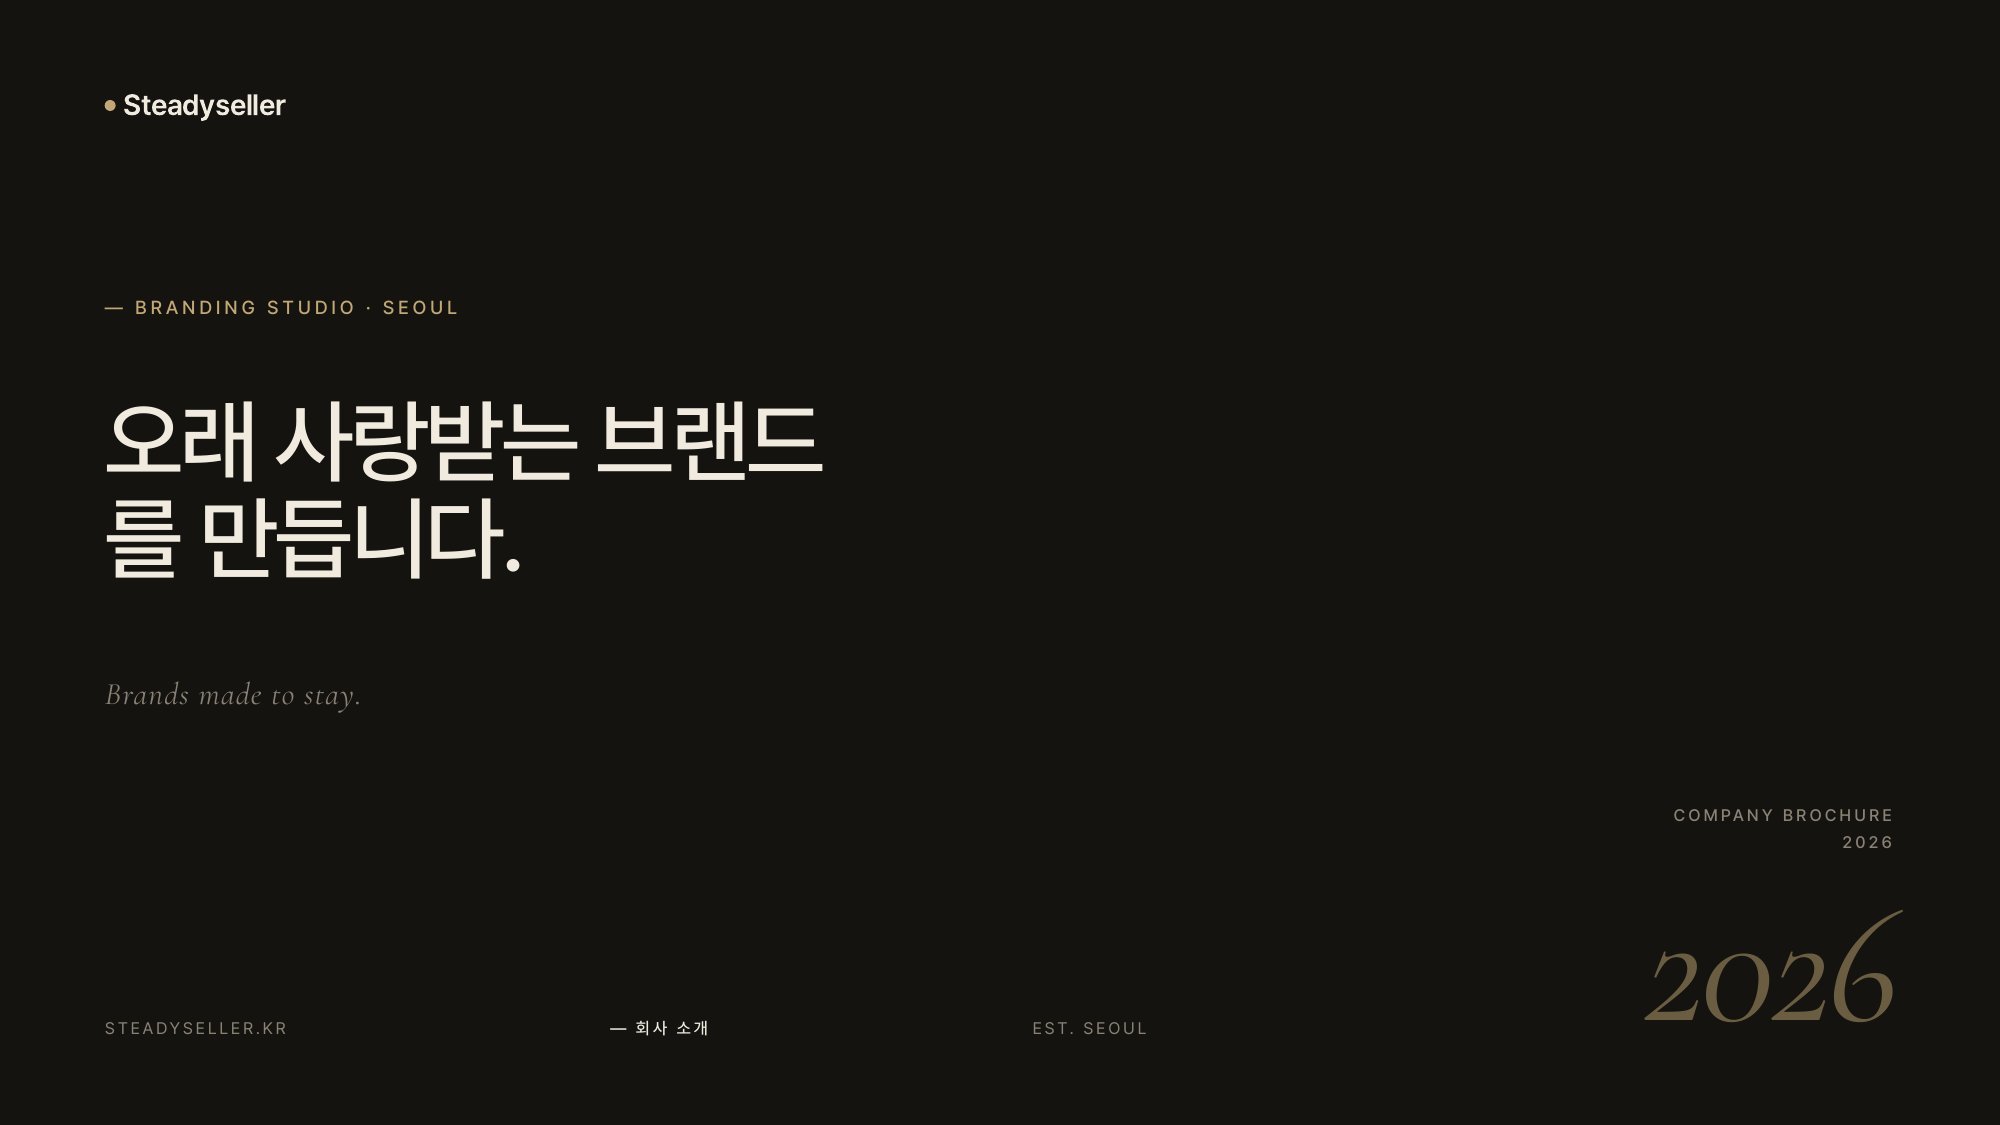 Steadyseller
— BRANDING STUDIO · SEOUL
오래 사랑받는 브랜드
를 만듭니다.
Brands made to stay.
COMPANY BROCHURE
2026
2026
STEADYSELLER.KR
— 회사 소개
EST. SEOUL